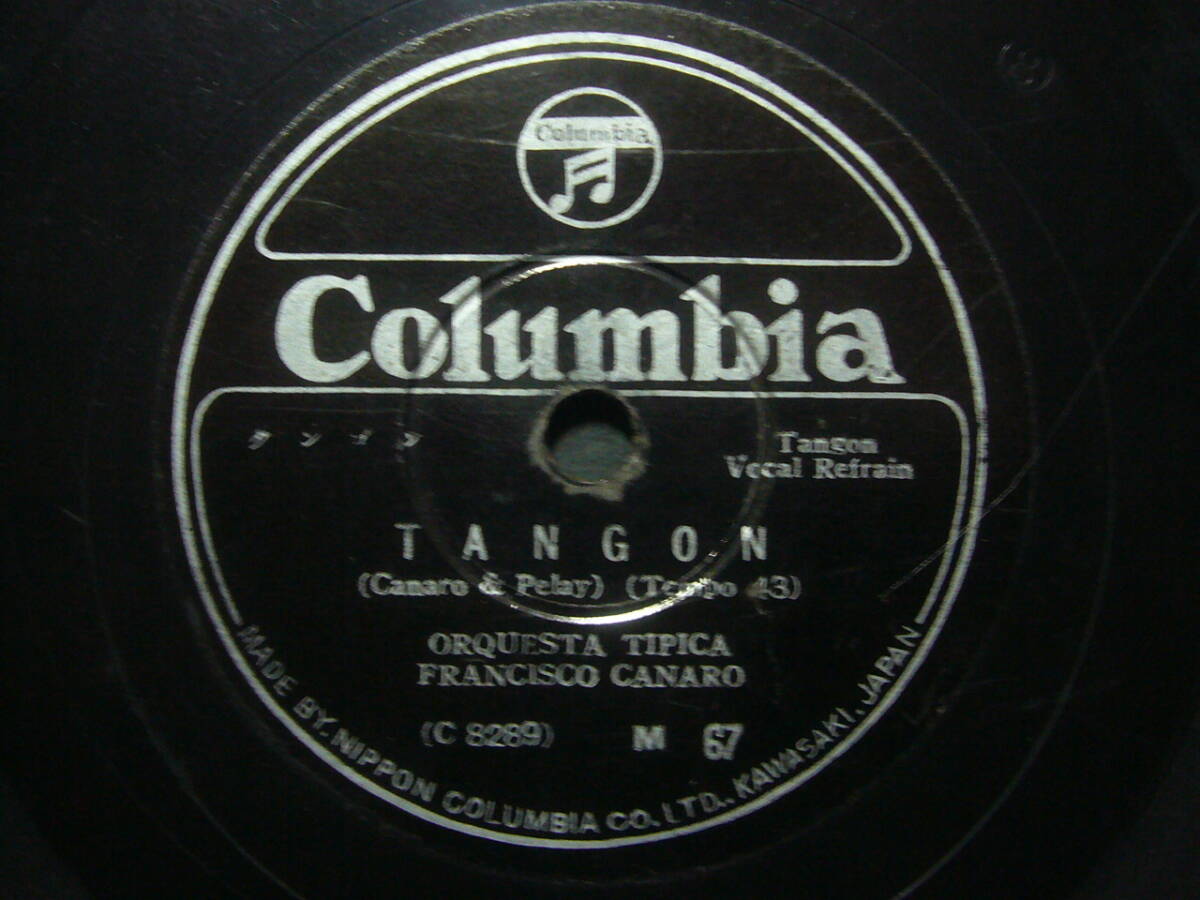 Columbia
Columbia
タンゴン
Tangon
Vocal Refrain
TANGON
(Canaro & Pelay) (Tempo 43)
ORQUESTA TIPICA
FRANCISCO CANARO
(C 8289) M 67
MADE BY. NIPPON COLUMBIA CO. LTD., KAWASAKI. JAPAN